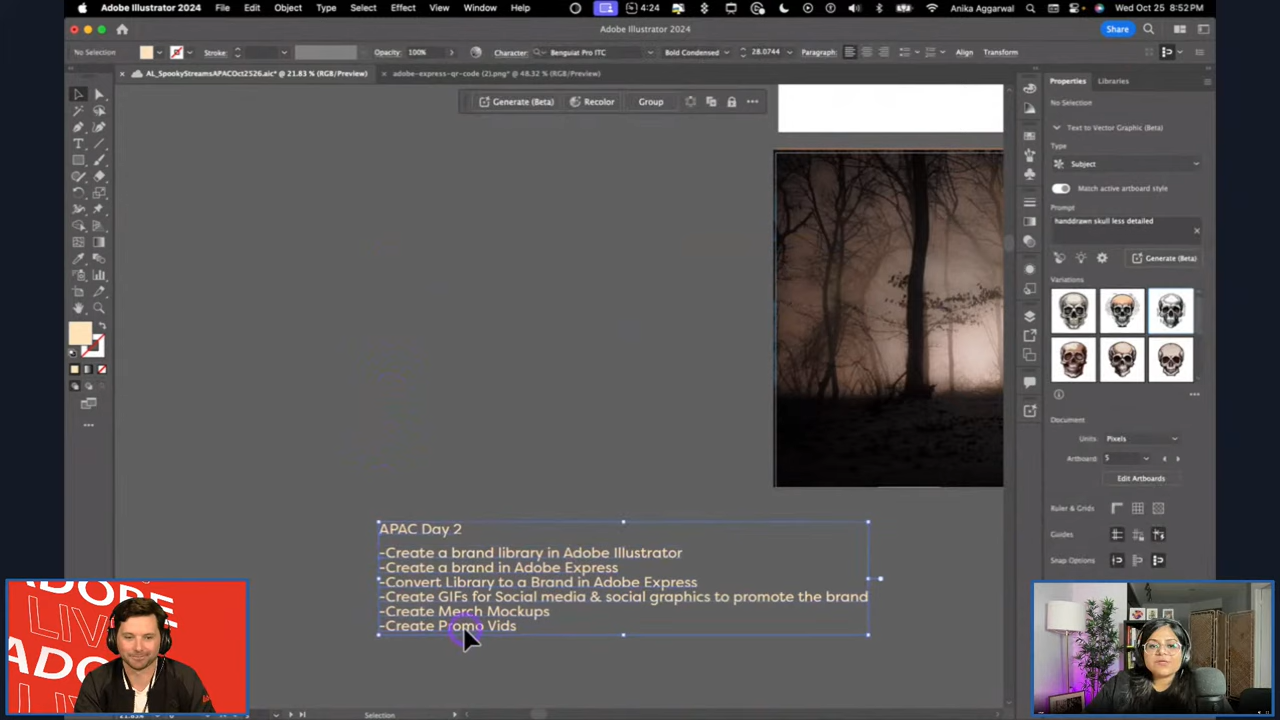 Adobe Illustrator 2024 File Edit Object Type Select Effect View Window Help 4:24 Anika Aggarwal Wed Oct 25 8:52 PM
Adobe Illustrator 2024 Share
No Selection Stroke: Opacity: 100% Character: Benguiat Pro ITC Bold Condensed 28.0744 Paragraph: Align Transform
× AL_SpookyStreamsAPACOct2526.aic* @ 21.83 % (RGB/Preview) × adobe-express-qr-code (2).png* @ 48.32 % (RGB/Preview)
Properties Libraries
Generate (Beta) Recolor Group
No Selection
Text to Vector Graphic (Beta)
Type
Subject
Match active artboard style
Prompt
handdrawn skull less detailed
Generate (Beta)
Variations
Document
Units: Pixels
Artboard: 5
Edit Artboards
Ruler & Grids
Guides
Snap Options
APAC Day 2
-Create a brand library in Adobe Illustrator
-Create a brand in Adobe Express
-Convert Library to a Brand in Adobe Express
-Create GIFs for Social media & social graphics to promote the brand
-Create Merch Mockups
-Create Promo Vids
ADOBE
LIV
ADO
Selection